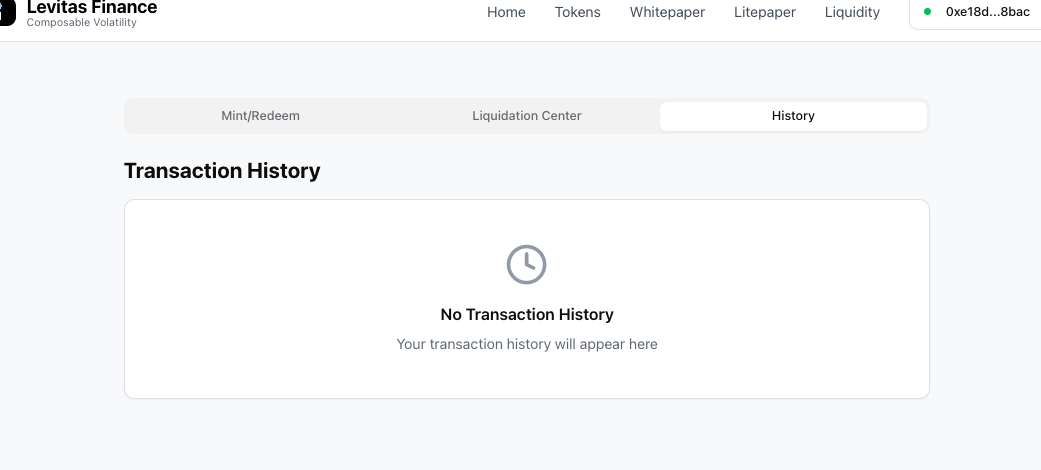 Levitas Finance
Composable Volatility
Home Tokens Whitepaper Litepaper Liquidity 0xe18d...8bac
Mint/Redeem Liquidation Center History
Transaction History
No Transaction History
Your transaction history will appear here